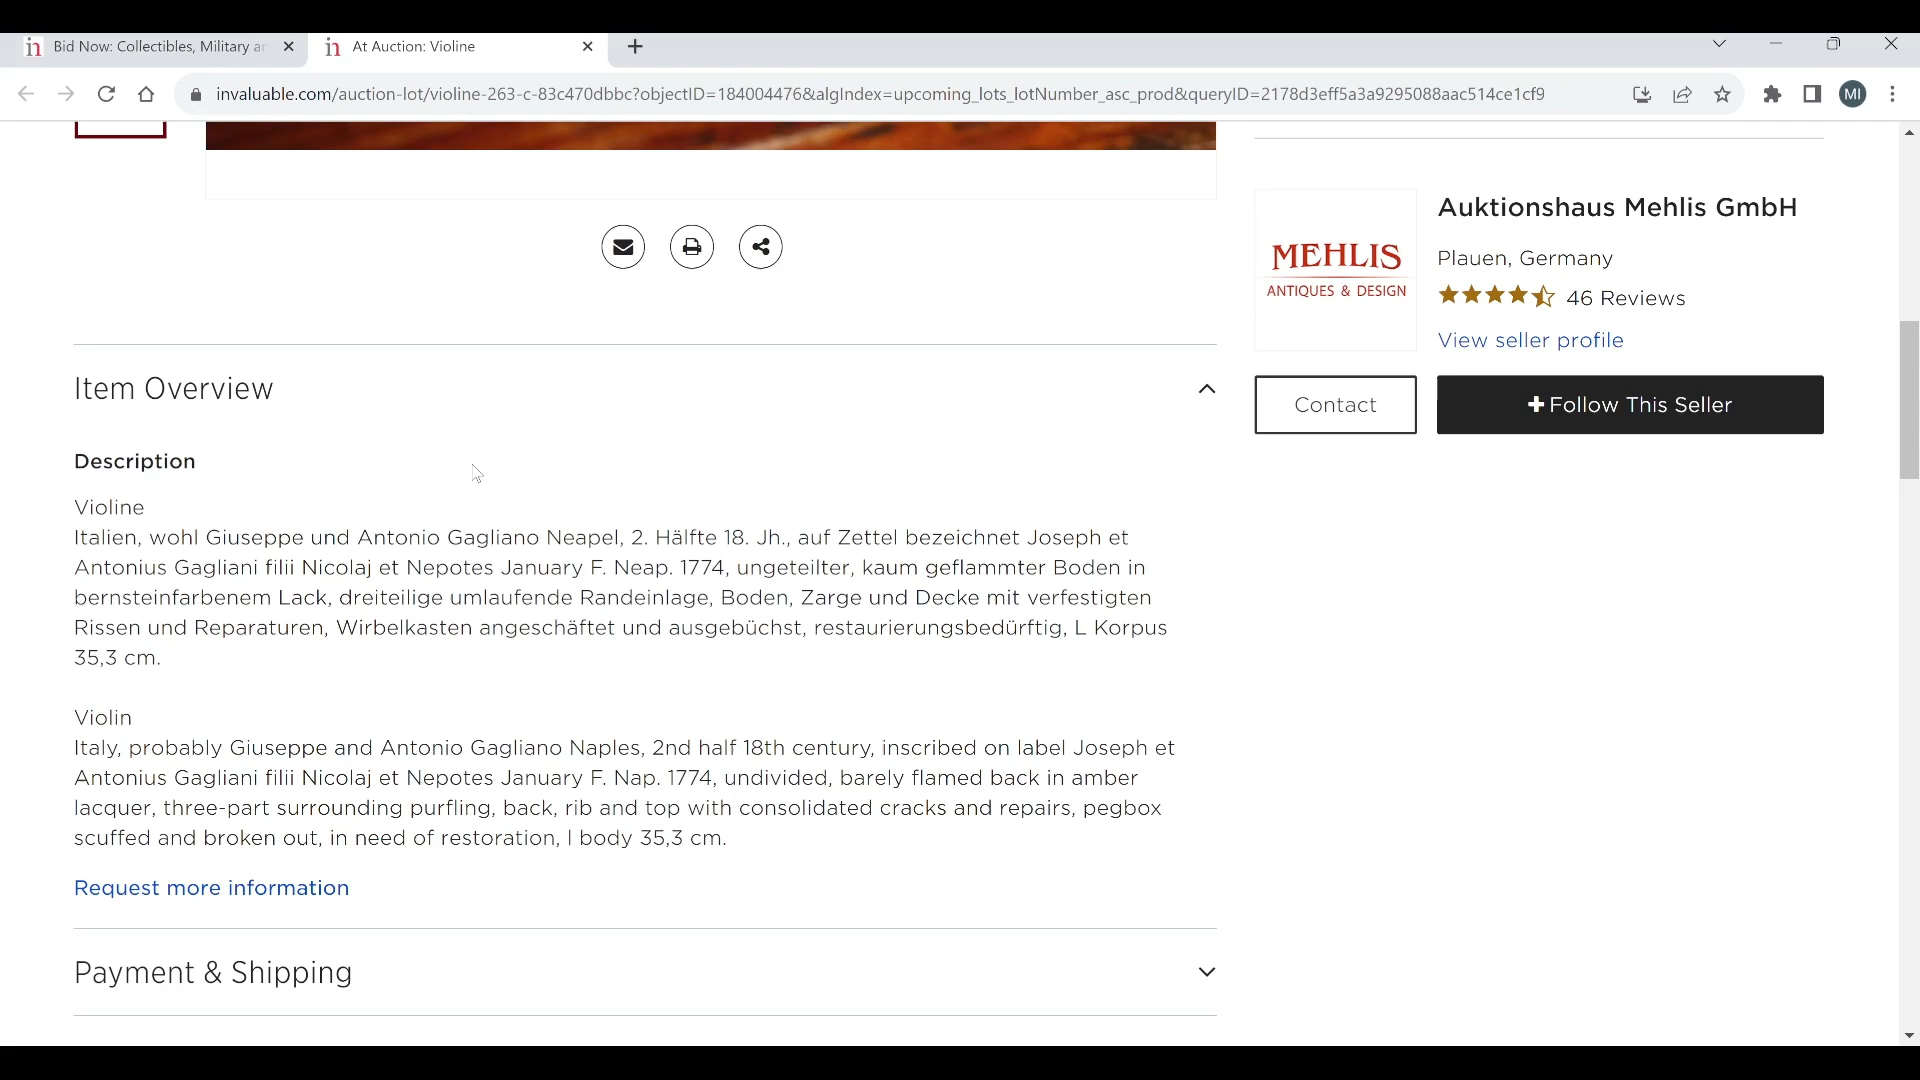 Bid Now: Collectibles, Military ar
At Auction: Violine
invaluable.com/auction-lot/violine-263-c-83c470dbbc?objectID=184004476&algIndex=upcoming_lots_lotNumber_asc_prod&queryID=2178d3eff5a3a9295088aac514ce1cf9
MI
MEHLIS
ANTIQUES & DESIGN
Auktionshaus Mehlis GmbH
Plauen, Germany
46 Reviews
View seller profile
Contact
Follow This Seller
Item Overview
Description
Violine
Italien, wohl Giuseppe und Antonio Gagliano Neapel, 2. Hälfte 18. Jh., auf Zettel bezeichnet Joseph et
Antonius Gagliani filii Nicolaj et Nepotes January F. Neap. 1774, ungeteilter, kaum geflammter Boden in
bernsteinfarbenem Lack, dreiteilige umlaufende Randeinlage, Boden, Zarge und Decke mit verfestigten
Rissen und Reparaturen, Wirbelkasten angeschäftet und ausgebüchst, restaurierungsbedürftig, L Korpus
35,3 cm.
Violin
Italy, probably Giuseppe and Antonio Gagliano Naples, 2nd half 18th century, inscribed on label Joseph et
Antonius Gagliani filii Nicolaj et Nepotes January F. Nap. 1774, undivided, barely flamed back in amber
lacquer, three-part surrounding purfling, back, rib and top with consolidated cracks and repairs, pegbox
scuffed and broken out, in need of restoration, l body 35,3 cm.
Request more information
Payment & Shipping